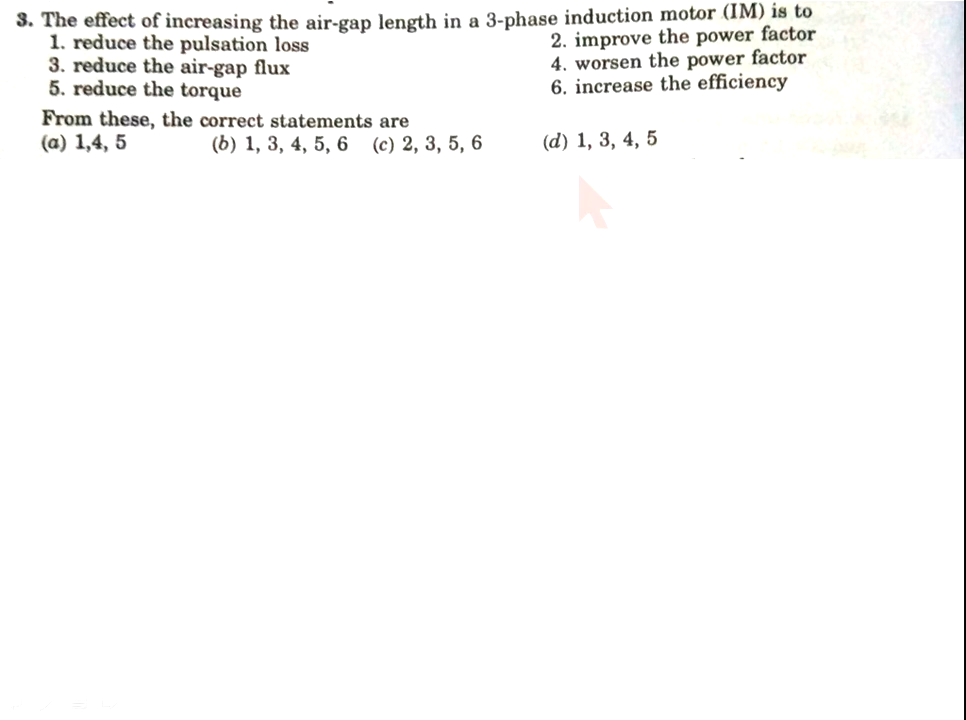 3. The effect of increasing the air-gap length in a 3-phase induction motor (IM) is to
1. reduce the pulsation loss 2. improve the power factor
3. reduce the air-gap flux 4. worsen the power factor
5. reduce the torque 6. increase the efficiency
From these, the correct statements are
(a) 1,4, 5 (b) 1, 3, 4, 5, 6 (c) 2, 3, 5, 6 (d) 1, 3, 4, 5